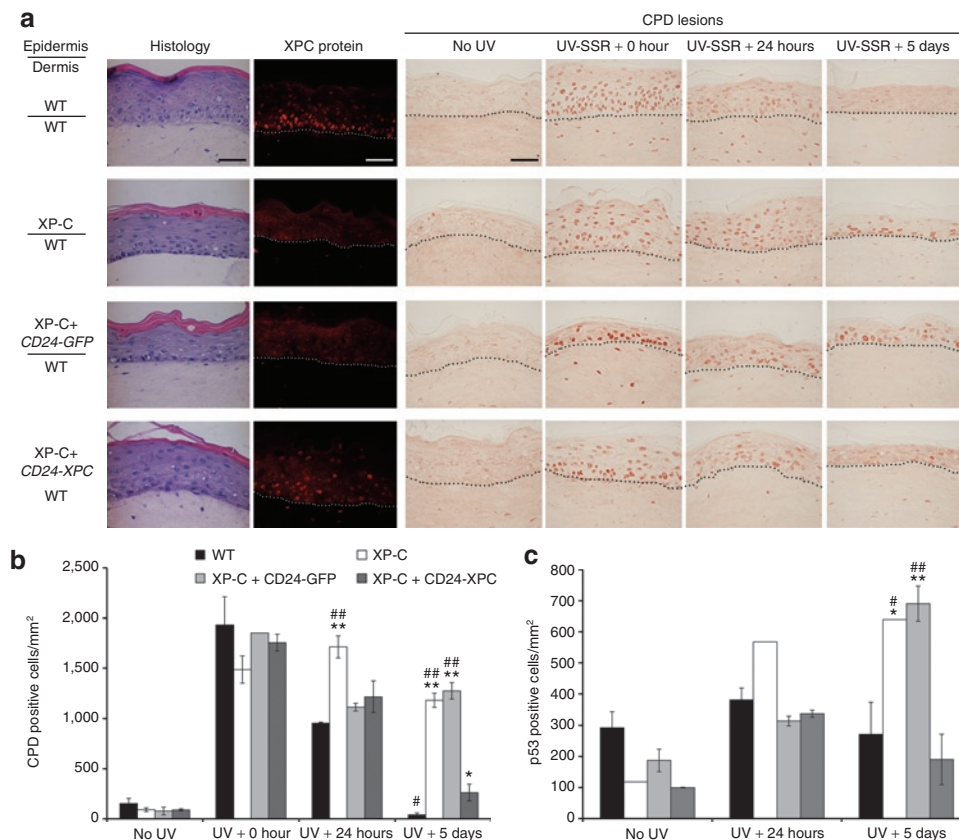 a
CPD lesions
Epidermis
Dermis
Histology
XPC protein
No UV
UV-SSR + 0 hour
UV-SSR + 24 hours
UV-SSR + 5 days
WT
WT
XP-C
WT
XP-C+
CD24-GFP
WT
XP-C+
CD24-XPC
WT
b
WT
XP-C
XP-C + CD24-GFP
XP-C + CD24-XPC
CPD positive cells/mm²
2,500
2,000
1,500
1,000
500
0
##
**
##
**
##
**
#
*
No UV
UV + 0 hour
UV + 24 hours
UV + 5 days
c
p53 positive cells/mm²
800
700
600
500
400
300
200
100
0
#
*
##
**
No UV
UV + 24 hours
UV + 5 days